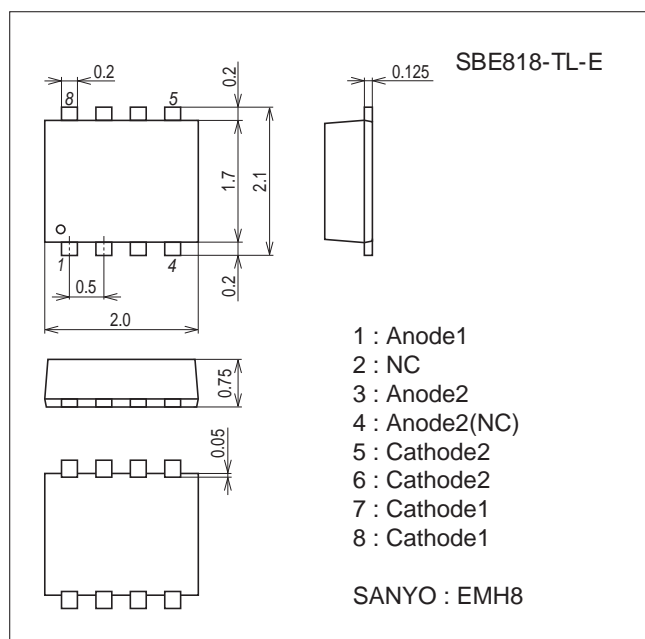 SBE818-TL-E
0.2
0.2
0.125
8
5
1.7
2.1
1
4
0.5
0.2
2.0
0.75
0.05
1 : Anode1
2 : NC
3 : Anode2
4 : Anode2(NC)
5 : Cathode2
6 : Cathode2
7 : Cathode1
8 : Cathode1
SANYO : EMH8